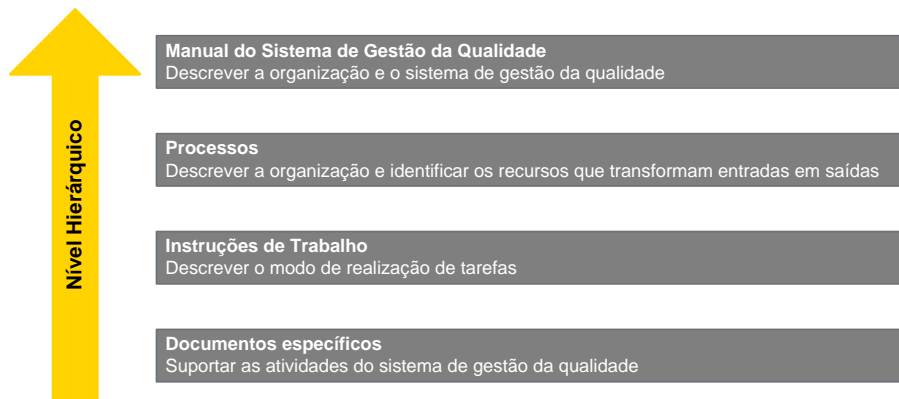 Nível Hierárquico
Manual do Sistema de Gestão da Qualidade
Descrever a organização e o sistema de gestão da qualidade
Processos
Descrever a organização e identificar os recursos que transformam entradas em saídas
Instruções de Trabalho
Descrever o modo de realização de tarefas
Documentos específicos
Suportar as atividades do sistema de gestão da qualidade